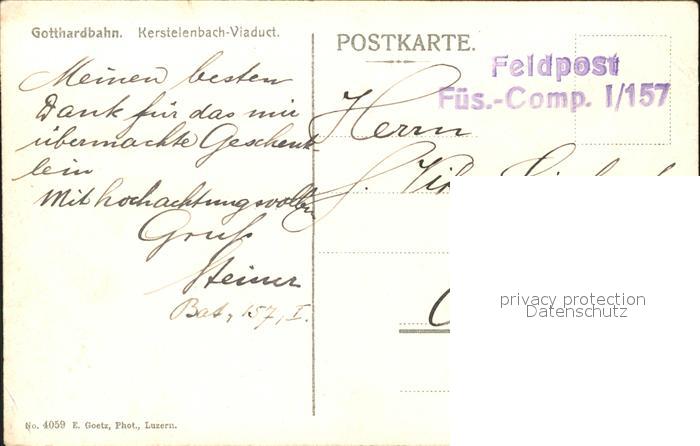 Gotthardbahn. Kerstelenbach-Viaduct.
POSTKARTE.
Feldpost
Füs.-Comp. I/157
Meinen besten
Dank für das mir
übermachte Geschenk-
lein
Mit hochachtungsvollem
Gruß
Steiner
Bat, 157, I.
Herrn
privacy protection
Datenschutz
No. 4059 E. Goetz, Phot., Luzern.